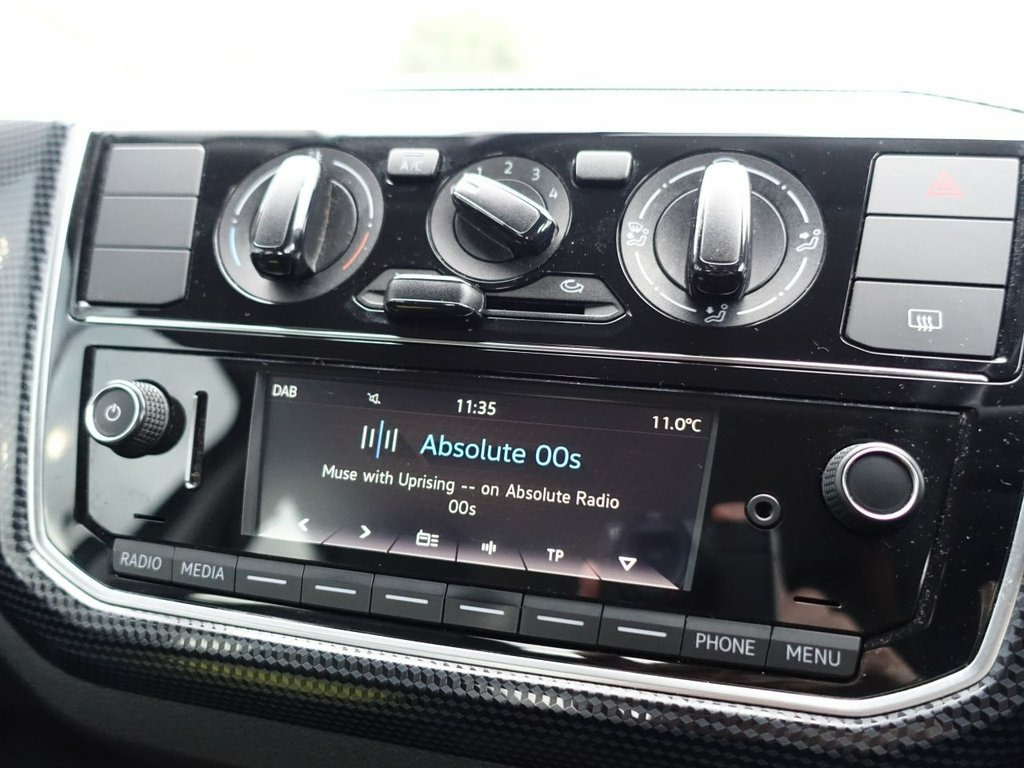 A/C
1 2 3 4
DAB
11:35
11.0°C
Absolute 00s
Muse with Uprising -- on Absolute Radio
00s
TP
RADIO
MEDIA
PHONE
MENU